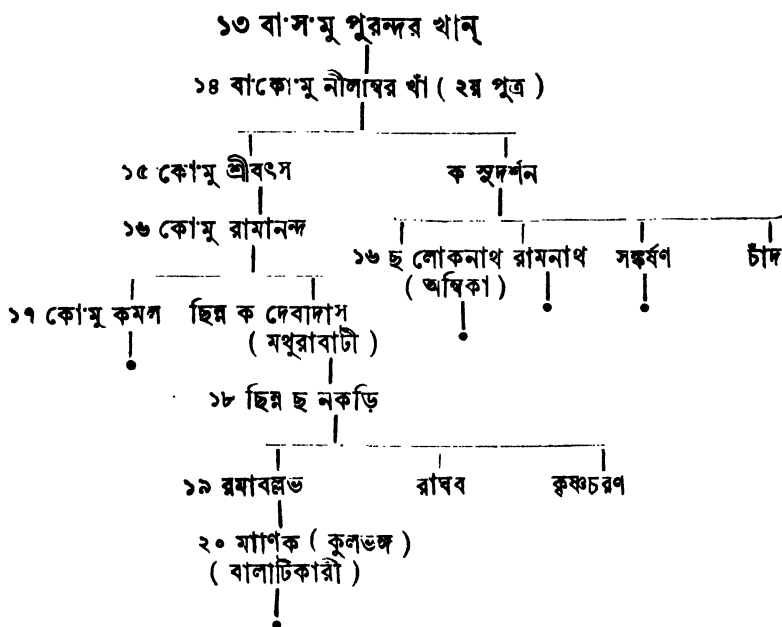 ১৩ বা·স·মু পুরন্দর খান্
১৪ বা·কো·মু নীলাম্বর খাঁ ( ২য় পুত্র )
১৫ কো·মু শ্রীবৎস ক সুদর্শন
১৬ কো·মু রামানন্দ
১৬ ছ লোকনাথ রামনাথ সঙ্কর্ষণ চাঁদ
( অম্বিকা )
১৭ কো·মু কমল ছিন্ন ক দেবাদাস
( মথুরাবাটী )
১৮ ছিন্ন ছ নকড়ি
১৯ রমাবল্লভ রাঘব কৃষ্ণচরণ
২০ মাণিক ( কুলভঙ্গ )
( বালাটিকারী )